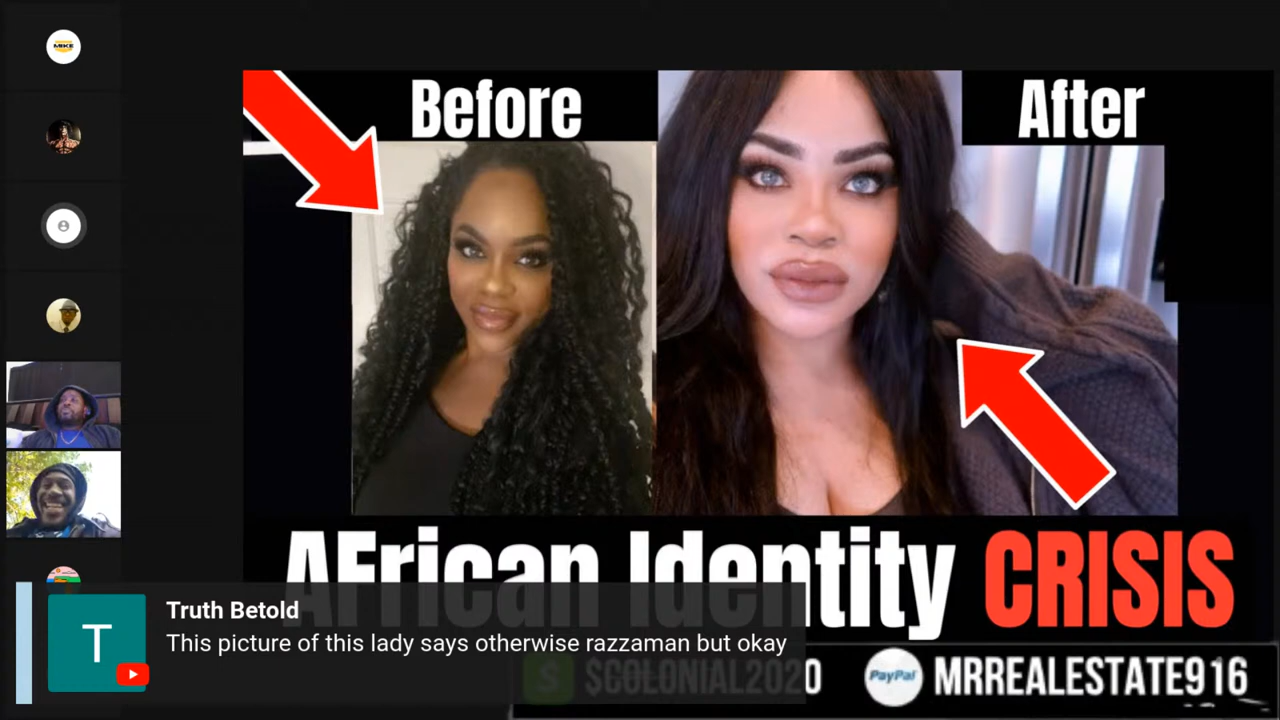 MIKE
Before
After
AFrican Identity CRISIS
Truth Betold
This picture of this lady says otherwise razzaman but okay
T
S $COLONIAL2020
PayPal MRREALESTATE916